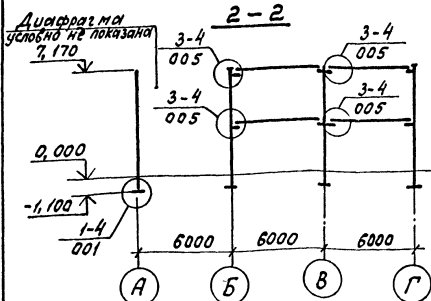 Диафрагма
условно не показана
2-2
7,170
3-4
005
3-4
005
3-4
005
3-4
005
0,000
-1,100
1-4
001
6000
6000
6000
А
Б
В
Г